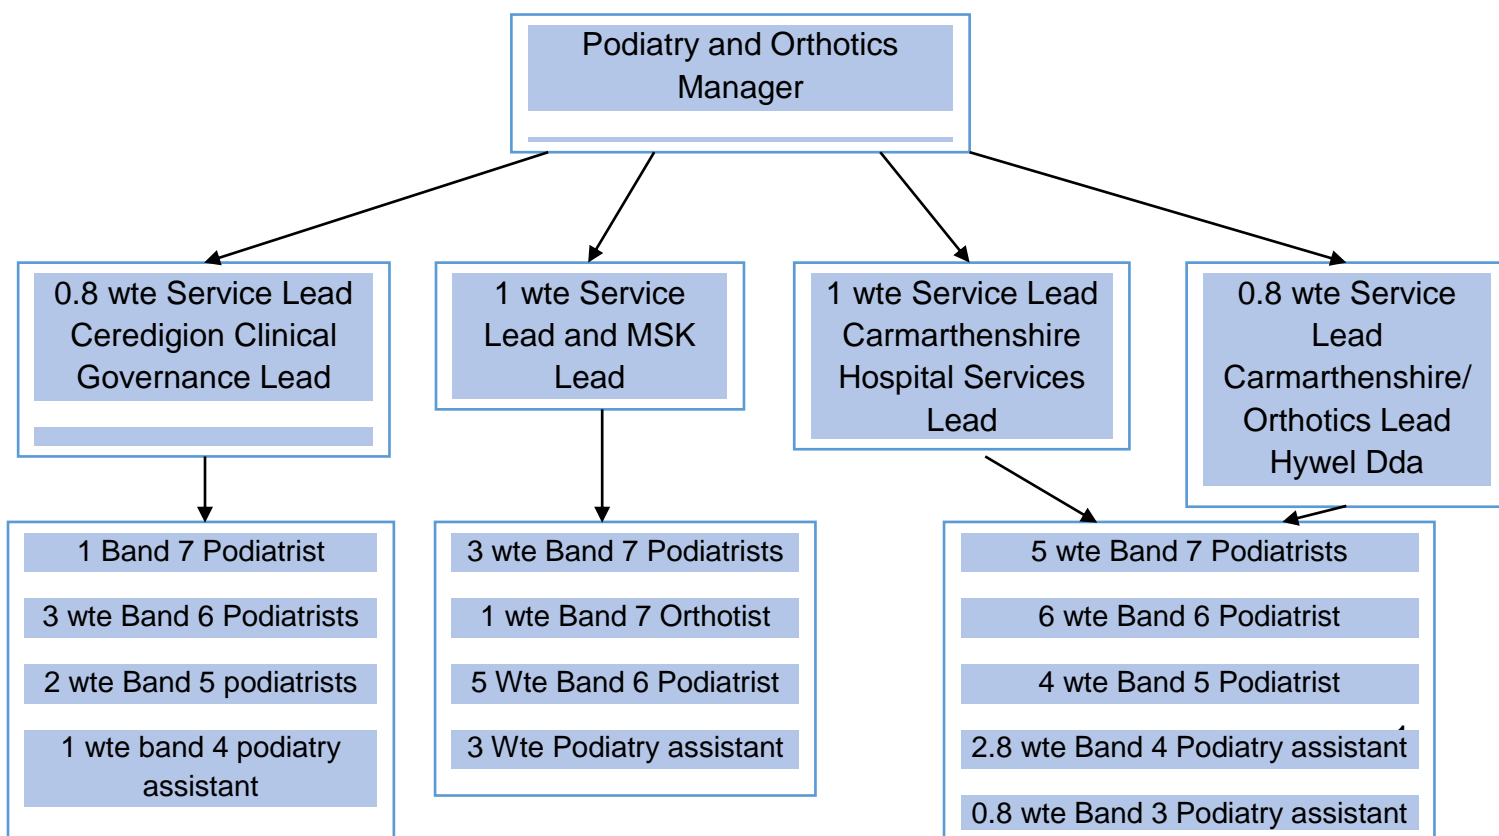 Podiatry and Orthotics
Manager
0.8 wte Service Lead
Ceredigion Clinical
Governance Lead
1 wte Service
Lead and MSK
Lead
1 wte Service Lead
Carmarthenshire
Hospital Services
Lead
0.8 wte Service
Lead
Carmarthenshire/
Orthotics Lead
Hywel Dda
1 Band 7 Podiatrist
3 wte Band 6 Podiatrists
2 wte Band 5 podiatrists
1 wte band 4 podiatry
assistant
3 wte Band 7 Podiatrists
1 wte Band 7 Orthotist
5 Wte Band 6 Podiatrist
3 Wte Podiatry assistant
5 wte Band 7 Podiatrists
6 wte Band 6 Podiatrist
4 wte Band 5 Podiatrist
2.8 wte Band 4 Podiatry assistant
0.8 wte Band 3 Podiatry assistant